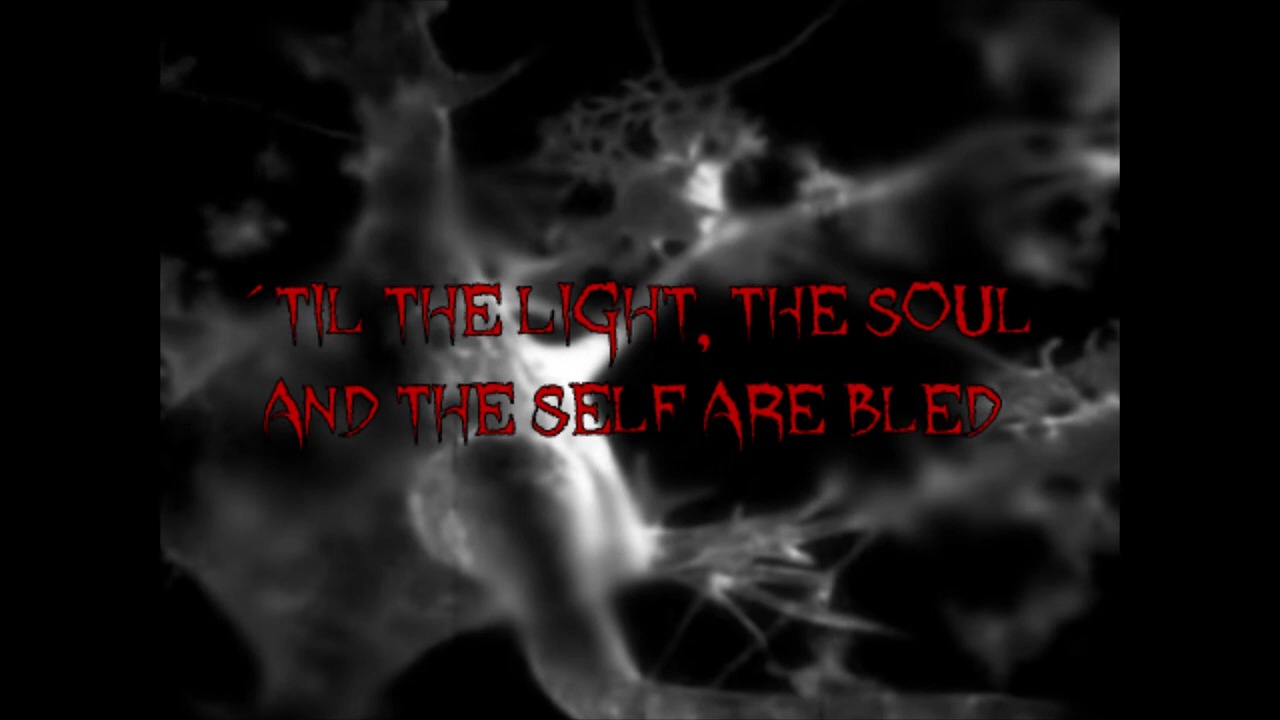 ´TIL THE LIGHT, THE SOUL
AND THE SELF ARE BLED